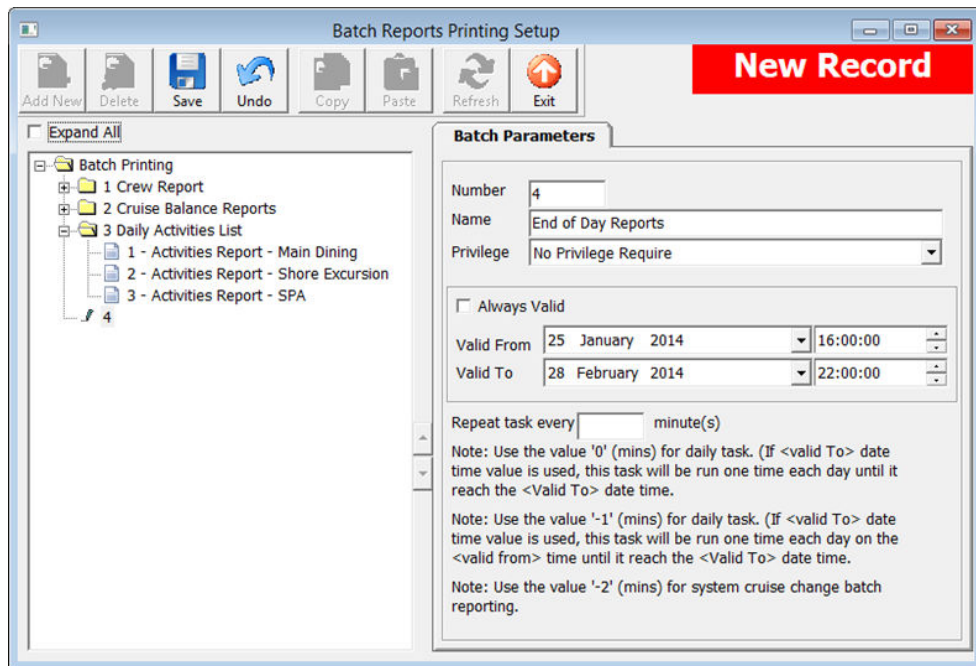 Batch Reports Printing Setup
Add New Delete Save Undo Copy Paste Refresh Exit
New Record
Expand All
Batch Printing
1 Crew Report
2 Cruise Balance Reports
3 Daily Activities List
1 - Activities Report - Main Dining
2 - Activities Report - Shore Excursion
3 - Activities Report - SPA
4
Batch Parameters
Number 4
Name End of Day Reports
Privilege No Privilege Require
Always Valid
Valid From 25 January 2014 16:00:00
Valid To 28 February 2014 22:00:00
Repeat task every minute(s)
Note: Use the value '0' (mins) for daily task. (If <valid To> date
time value is used, this task will be run one time each day until it
reach the <Valid To> date time.
Note: Use the value '-1' (mins) for daily task. (If <valid To> date
time value is used, this task will be run one time each day on the
<valid from> time until it reach the <Valid To> date time.
Note: Use the value '-2' (mins) for system cruise change batch
reporting.